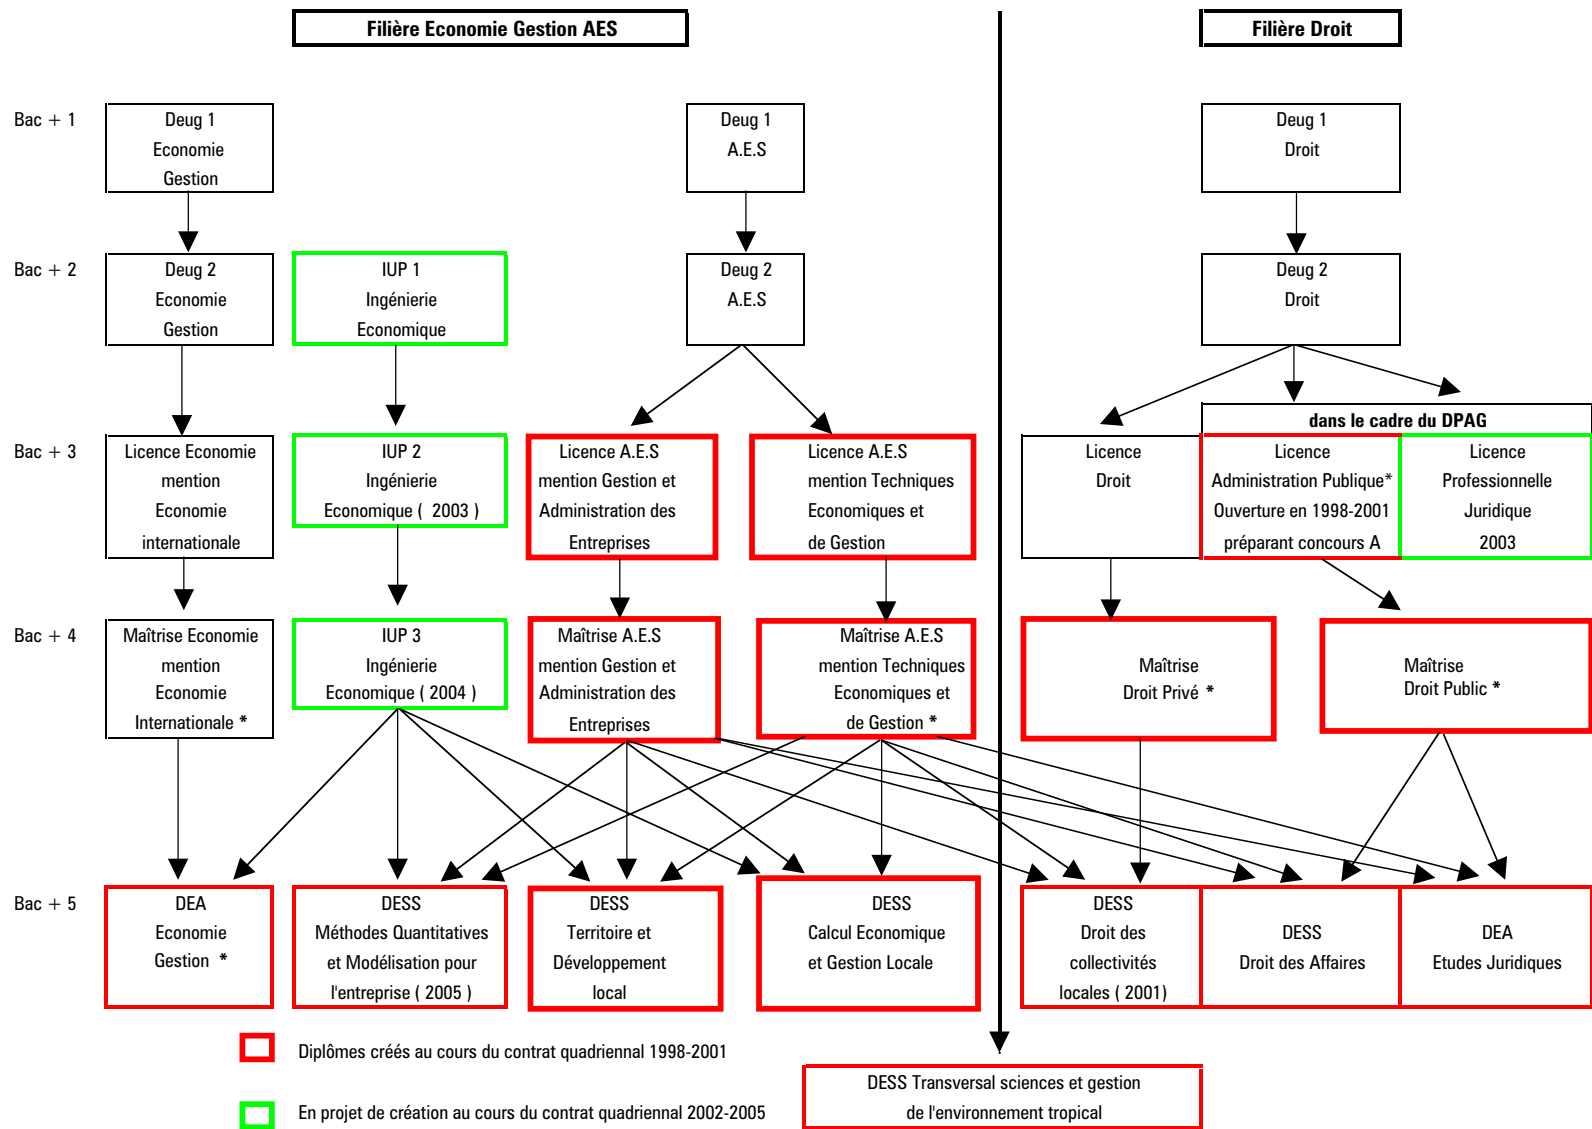 Filière Economie Gestion AES
Filière Droit
Bac + 1
Deug 1
Economie
Gestion
Deug 1
A.E.S
Deug 1
Droit
Bac + 2
Deug 2
Economie
Gestion
IUP 1
Ingénierie
Economique
Deug 2
A.E.S
Deug 2
Droit
dans le cadre du DPAG
Bac + 3
Licence Economie
mention
Economie
internationale
IUP 2
Ingénierie
Economique ( 2003 )
Licence A.E.S
mention Gestion et
Administration des
Entreprises
Licence A.E.S
mention Techniques
Economiques et
de Gestion
Licence
Droit
Licence
Administration Publique*
Ouverture en 1998-2001
préparant concours A
Licence
Professionnelle
Juridique
2003
Bac + 4
Maîtrise Economie
mention
Economie
Internationale *
IUP 3
Ingénierie
Economique ( 2004 )
Maîtrise A.E.S
mention Gestion et
Administration des
Entreprises
Maîtrise A.E.S
mention Techniques
Economiques et
de Gestion *
Maîtrise
Droit Privé *
Maîtrise
Droit Public *
Bac + 5
DEA
Economie
Gestion *
DESS
Méthodes Quantitatives
et Modélisation pour
l'entreprise ( 2005 )
DESS
Territoire et
Développement
local
DESS
Calcul Economique
et Gestion Locale
DESS
Droit des
collectivités
locales ( 2001)
DESS
Droit des Affaires
DEA
Etudes Juridiques
Diplômes créés au cours du contrat quadriennal 1998-2001
DESS Transversal sciences et gestion
de l'environnement tropical
En projet de création au cours du contrat quadriennal 2002-2005